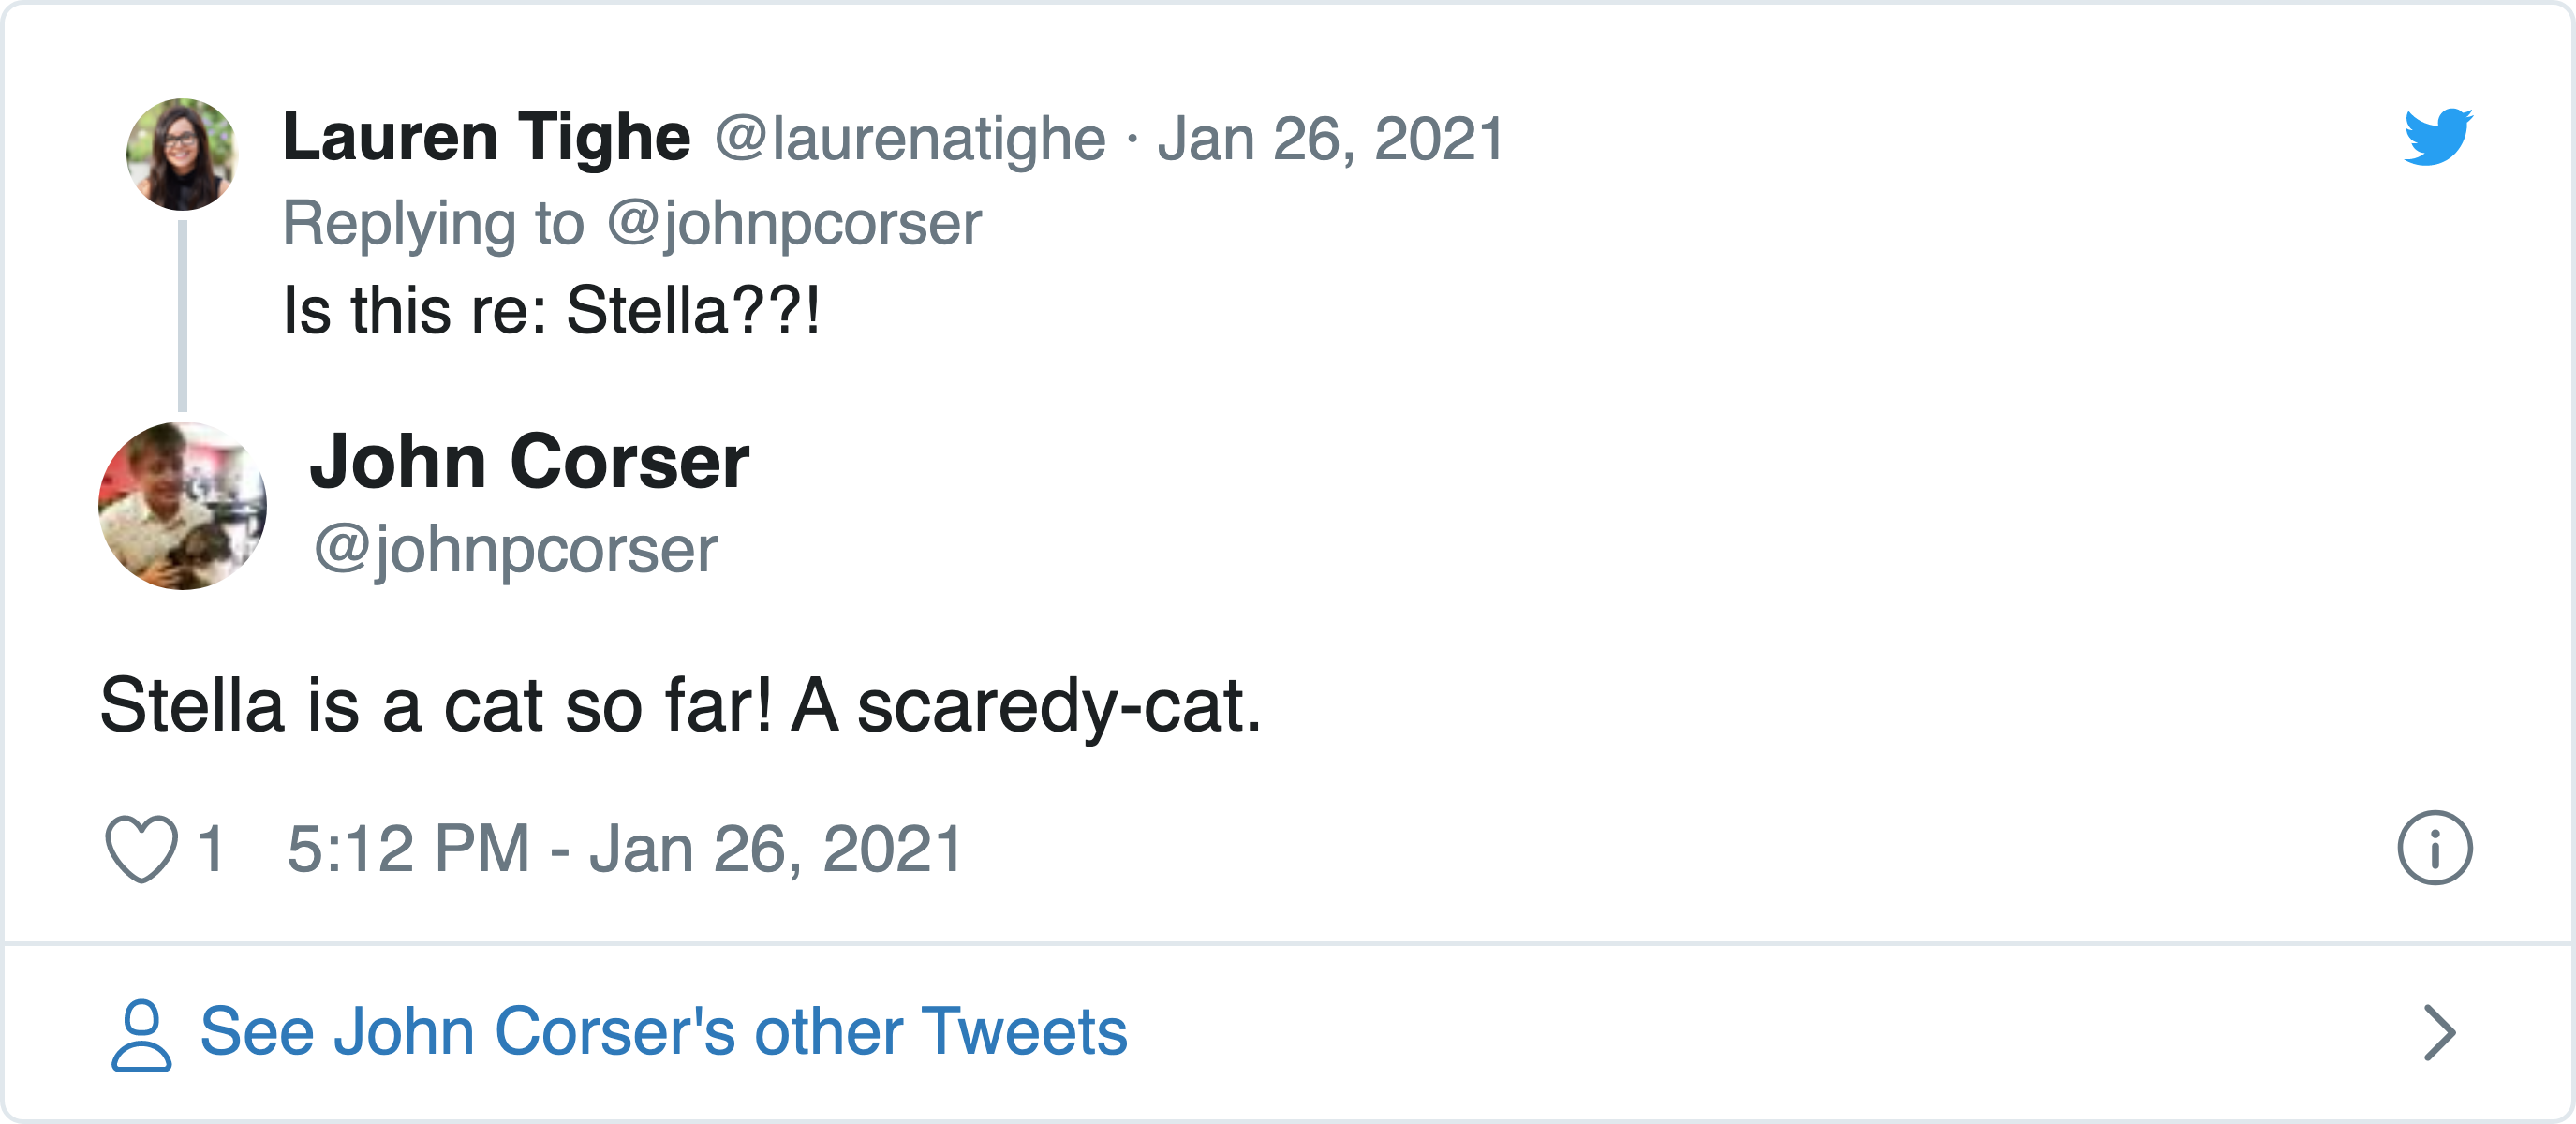 Lauren Tighe @laurenatighe · Jan 26, 2021
Replying to @johnpcorser
Is this re: Stella??!
John Corser
@johnpcorser
Stella is a cat so far! A scaredy-cat.
1 5:12 PM - Jan 26, 2021
See John Corser's other Tweets